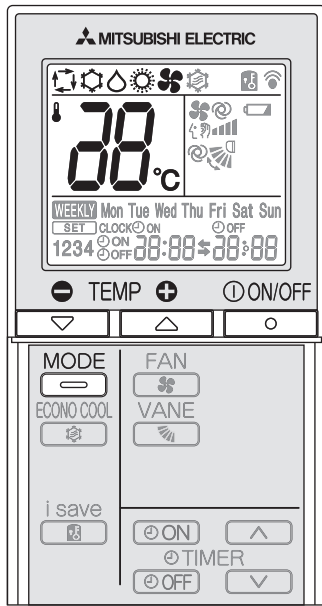 MITSUBISHI ELECTRIC
88°C
WEEKLY Mon Tue Wed Thu Fri Sat Sun
SET CLOCK ON OFF
1234 ON OFF 88:88 88:88
TEMP ON/OFF
MODE FAN
ECONO COOL VANE
i save
ON
TIMER
OFF